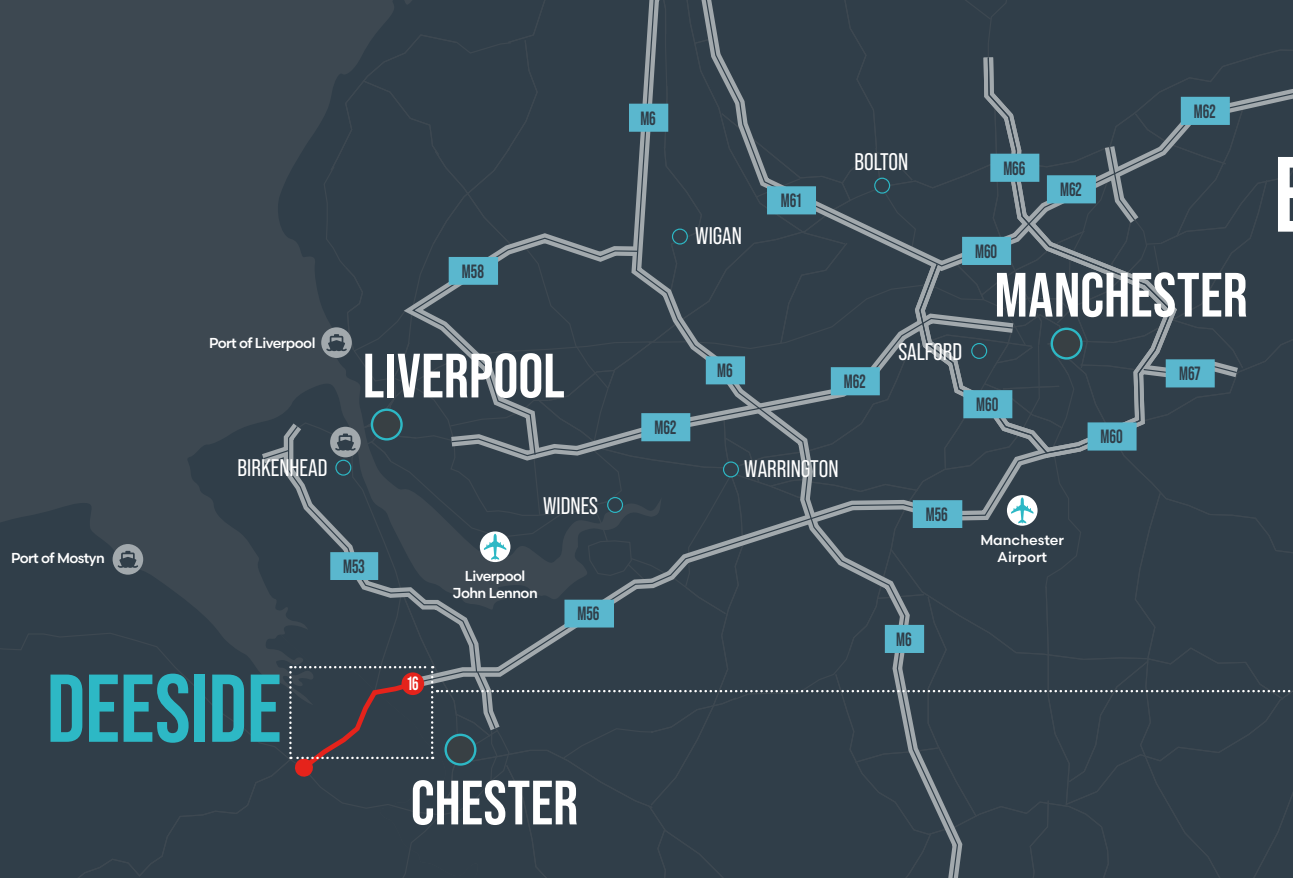 M6
M62
BOLTON
M66
M62
M61
WIGAN
M60
M58
MANCHESTER
Port of Liverpool
SALFORD
LIVERPOOL
M6
M62
M67
M60
M62
M60
BIRKENHEAD
WARRINGTON
WIDNES
M56
Manchester
Airport
Port of Mostyn
M53
Liverpool
John Lennon
M56
M6
16
DEESIDE
CHESTER